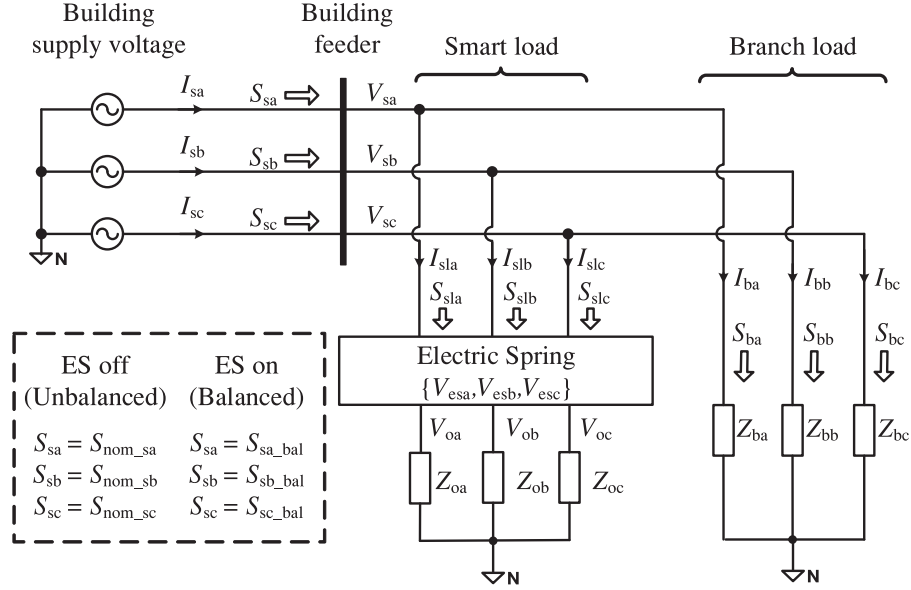 Building supply voltage
Building feeder
Smart load
Branch load
I_sa
S_sa
V_sa
I_sb
S_sb
V_sb
I_sc
S_sc
V_sc
N
I_sla
I_slb
I_slc
I_ba
I_bb
I_bc
S_sla
S_slb
S_slc
S_ba
S_bb
S_bc
Electric Spring
{V_esa,V_esb,V_esc}
ES off
(Unbalanced)
S_sa = S_nom_sa
S_sb = S_nom_sb
S_sc = S_nom_sc
ES on
(Balanced)
S_sa = S_sa_bal
S_sb = S_sb_bal
S_sc = S_sc_bal
V_oa
V_ob
V_oc
Z_oa
Z_ob
Z_oc
Z_ba
Z_bb
Z_bc
N
N